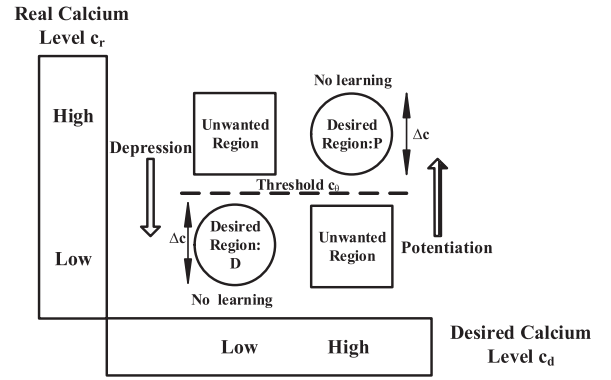 Real Calcium
Level cr
No learning
High
Unwanted
Region
Desired
Region:P
Δc
Depression
Threshold cθ
Δc
Desired
Region:
D
Unwanted
Region
Potentiation
Low
No learning
Low
High
Desired Calcium
Level cd